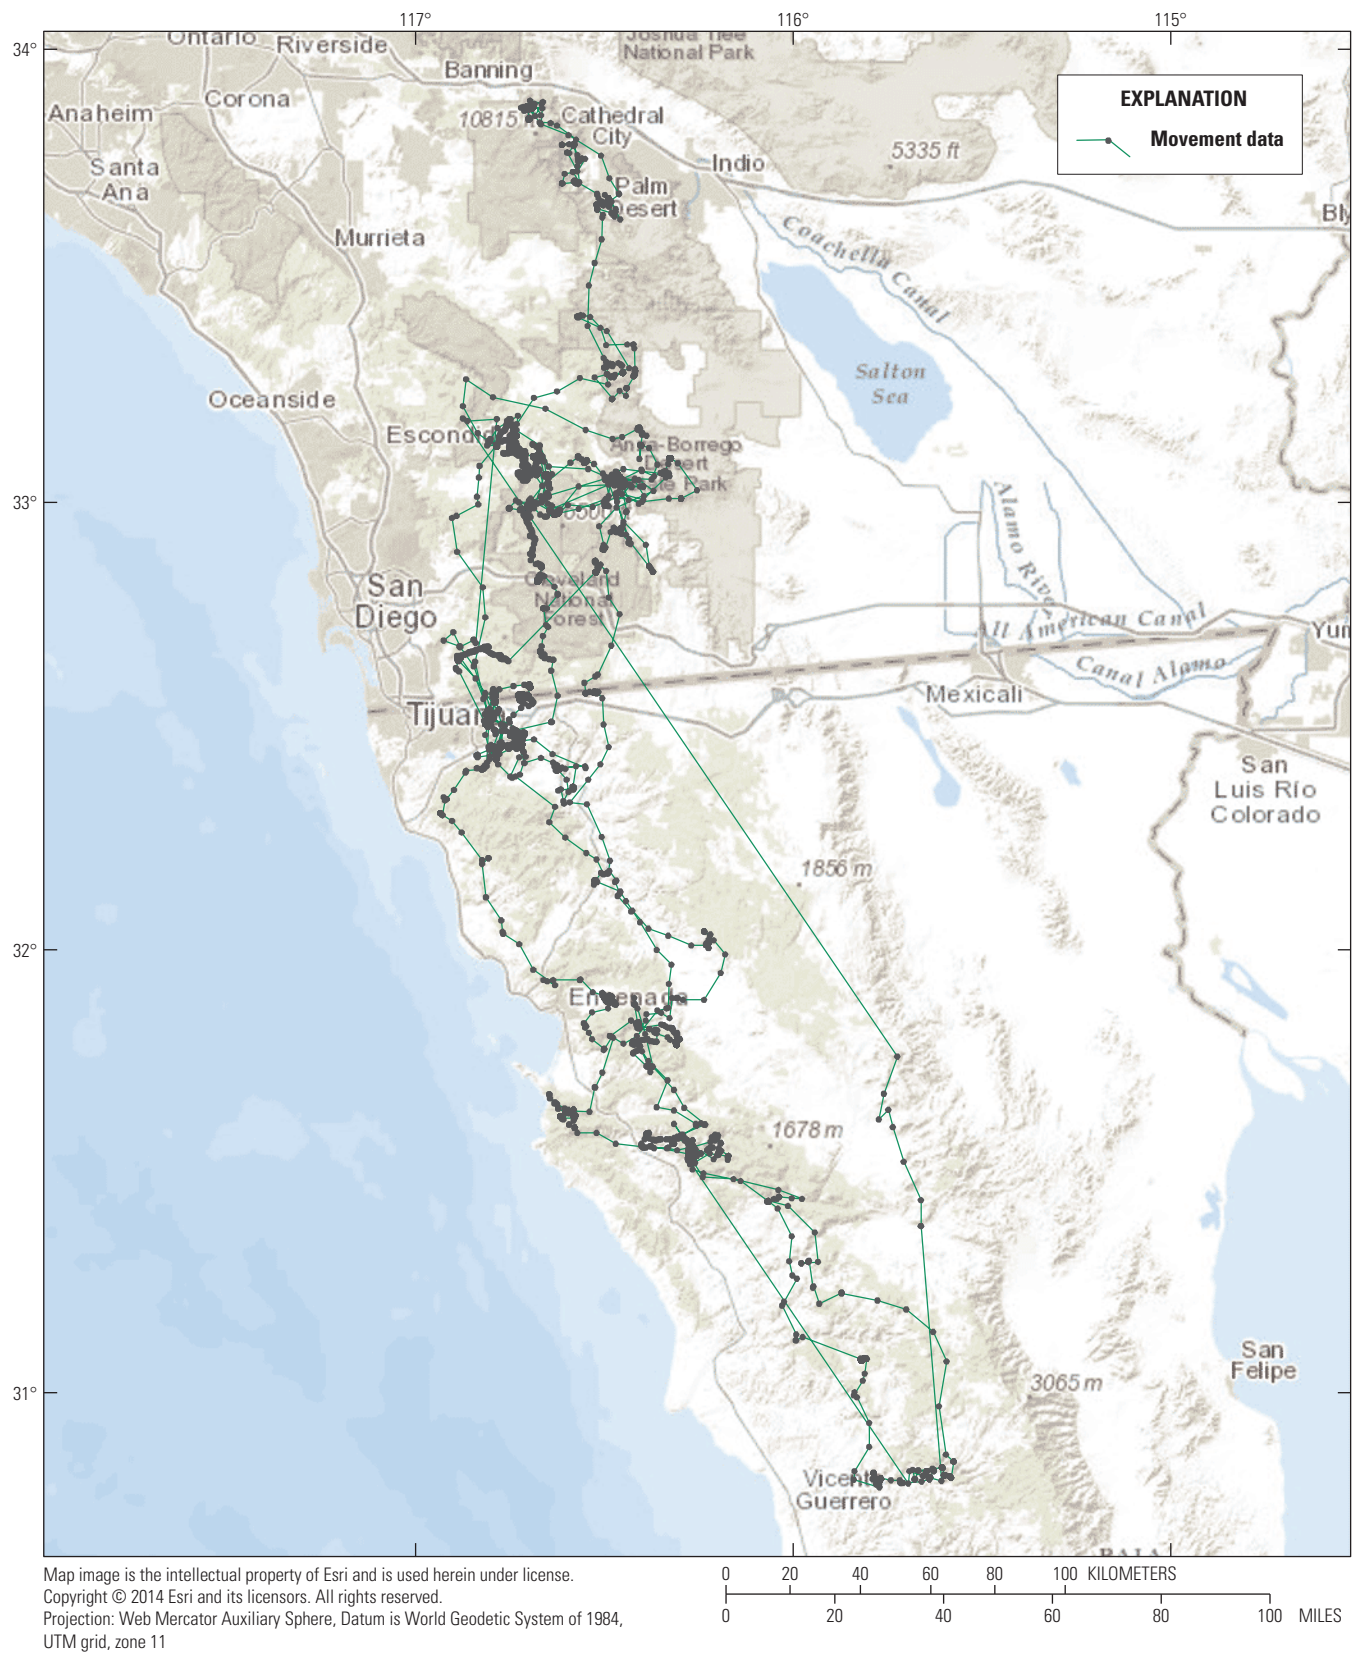 117°
116°
115°
34°
33°
32°
31°
Ontario
Riverside
Joshua Tree
National Park
Banning
Anaheim
Corona
10815
Cathedral
City
Indio
5335 ft
Santa
Ana
Palm
Desert
Murrieta
Bly
Coachella Canal
Salton
Sea
Oceanside
Escondi
Anza-Borrego
Desert
State Park
6500
Alamo River
San
Diego
Cleveland
National
Forest
All American Canal
Yum
Canal Alamo
Mexicali
Tijuan
San
Luis Río
Colorado
1856 m
Ensenada
1678 m
San
Felipe
3065 m
Vicente
Guerrero
BAJA
EXPLANATION
Movement data
Map image is the intellectual property of Esri and is used herein under license.
Copyright © 2014 Esri and its licensors. All rights reserved.
Projection: Web Mercator Auxiliary Sphere, Datum is World Geodetic System of 1984,
UTM grid, zone 11
0 20 40 60 80 100 KILOMETERS
0 20 40 60 80 100 MILES